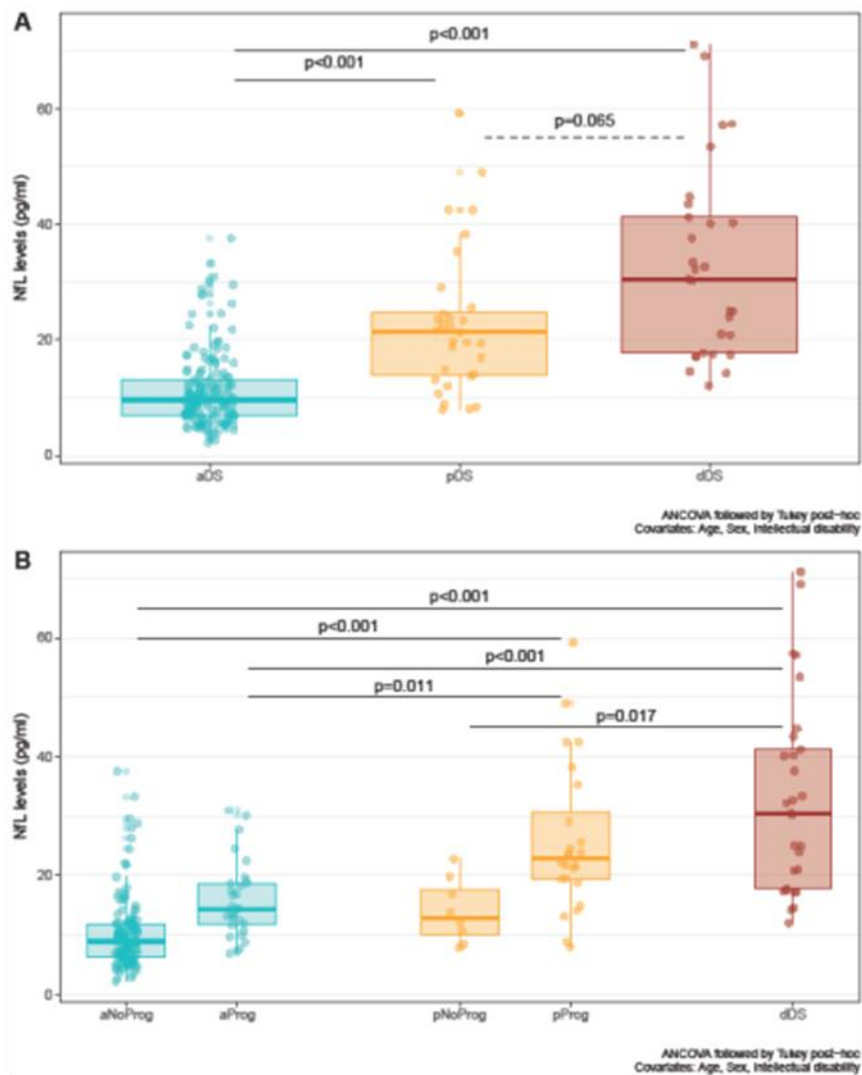 A
p<0.001
p<0.001
p=0.065
60
40
20
0
NfL levels (pg/ml)
aDS pDS dDS
ANCOVA followed by Tukey post-hoc
Covariates: Age, Sex, Intellectual disability
B
p<0.001
p<0.001
p<0.001
p=0.011
p=0.017
60
40
20
0
NfL levels (pg/ml)
aNoProg aProg pNoProg pProg dDS
ANCOVA followed by Tukey post-hoc
Covariates: Age, Sex, Intellectual disability